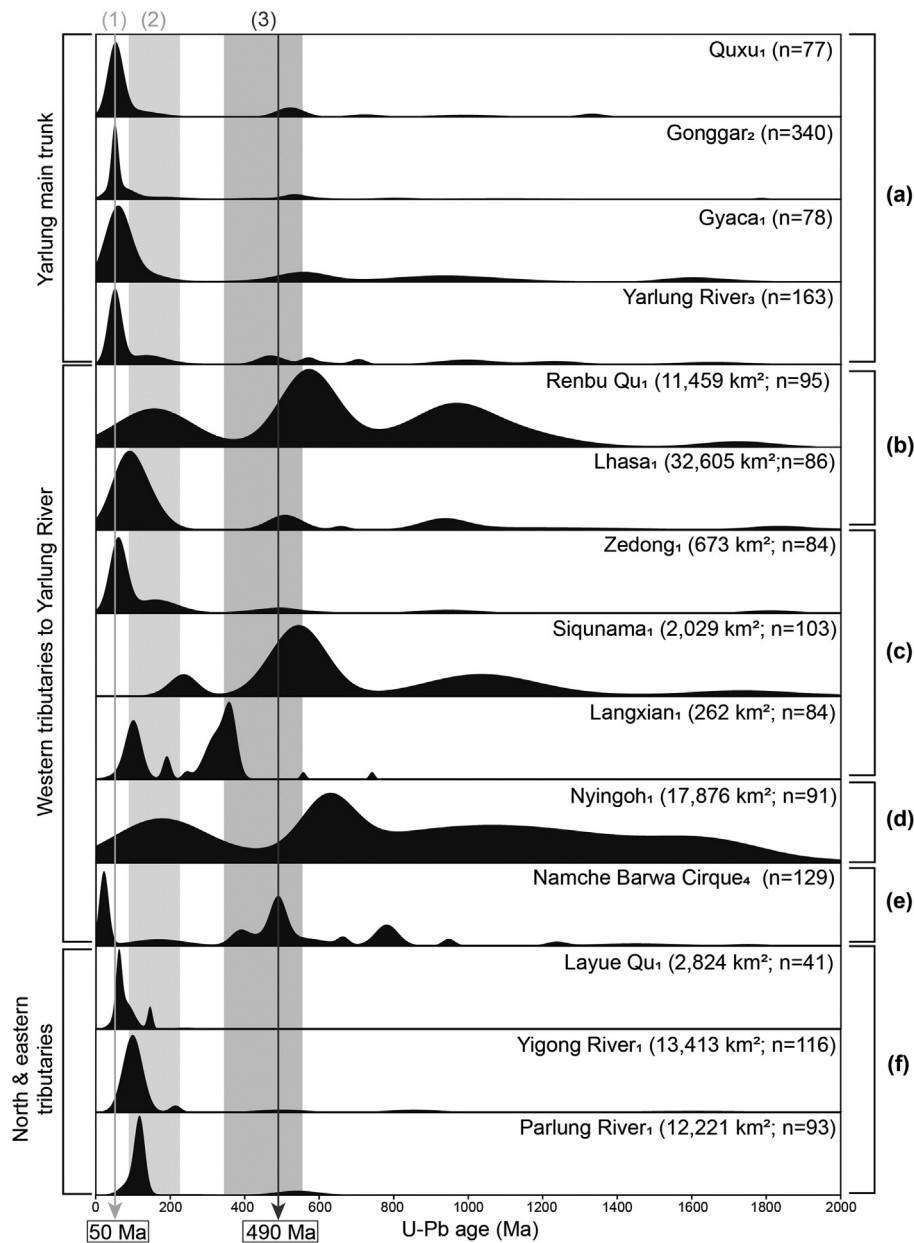 (1) (2) (3)
Yarlung main trunk
Quxu₁ (n=77)
Gonggar₂ (n=340)
Gyaca₁ (n=78)
Yarlung River₃ (n=163)
(a)
Western tributaries to Yarlung River
Renbu Qu₁ (11,459 km²; n=95)
Lhasa₁ (32,605 km²;n=86)
(b)
Zedong₁ (673 km²; n=84)
Siqunama₁ (2,029 km²; n=103)
Langxian₁ (262 km²; n=84)
(c)
Nyingoh₁ (17,876 km²; n=91)
(d)
Namche Barwa Cirque₄ (n=129)
(e)
North & eastern
tributaries
Layue Qu₁ (2,824 km²; n=41)
Yigong River₁ (13,413 km²; n=116)
Parlung River₁ (12,221 km²; n=93)
(f)
0 200 400 600 800 1000 1200 1400 1600 1800 2000
50 Ma 490 Ma U-Pb age (Ma)